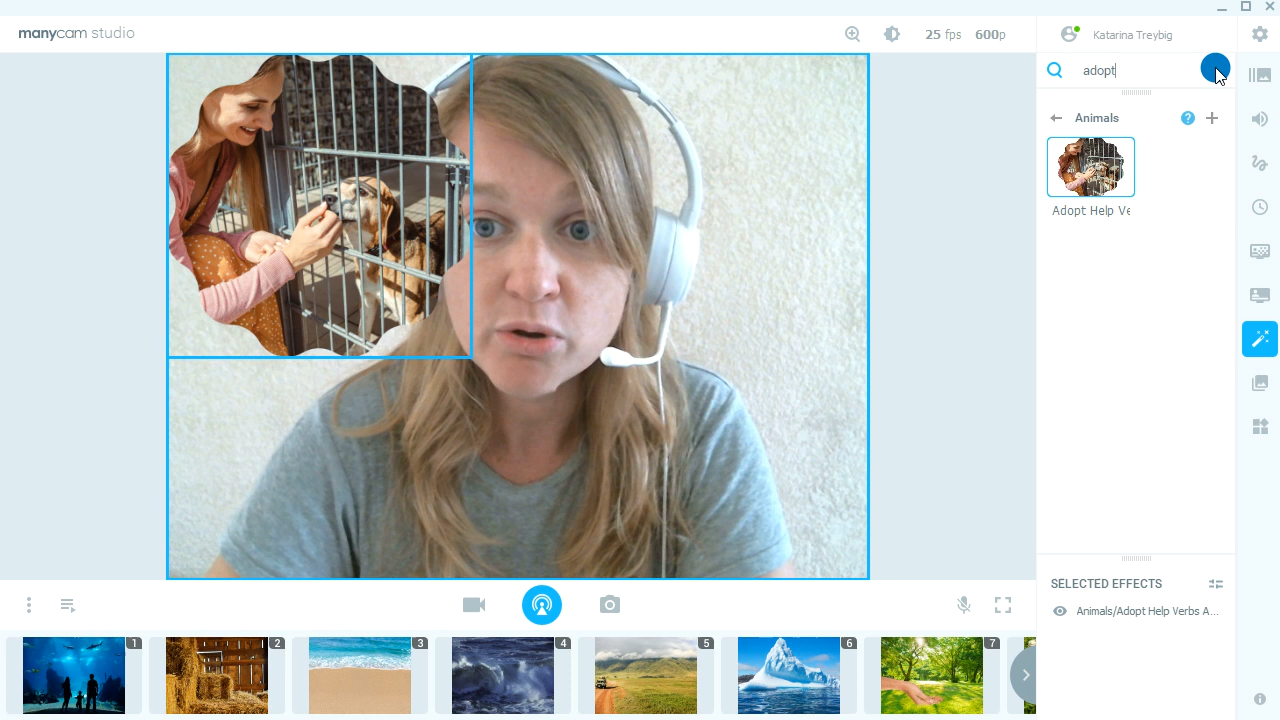 manycam studio
25 fps 600p
Katarina Treybig
adopt
Animals
?
Adopt Help Ve
SELECTED EFFECTS
Animals/Adopt Help Verbs A...
1 2 3 4 5 6 7